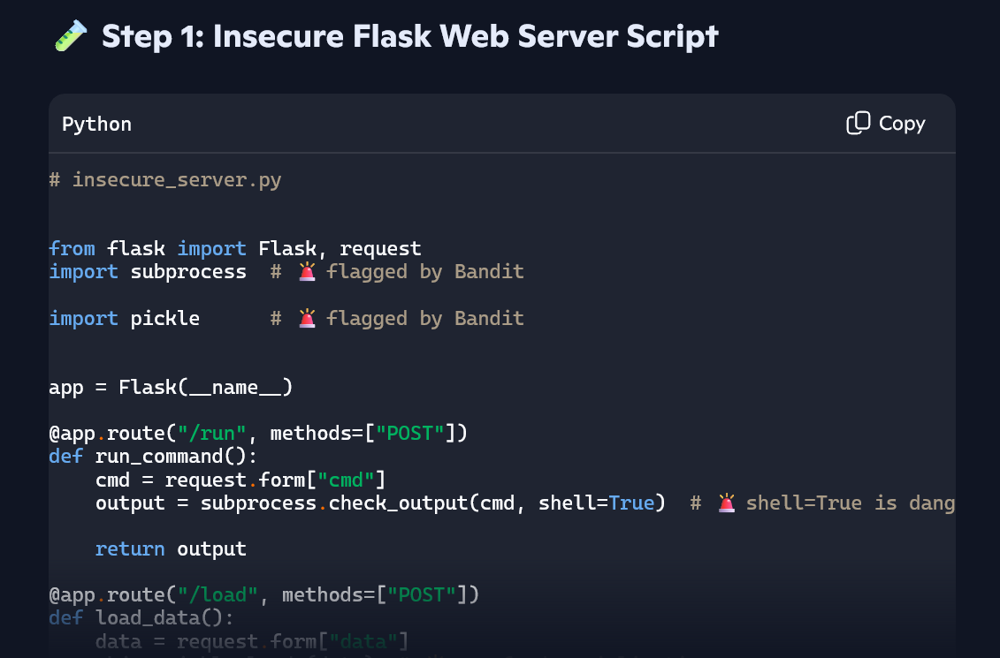 🧪 Step 1: Insecure Flask Web Server Script
Python
Copy
# insecure_server.py
from flask import Flask, request
import subprocess  # 🚨 flagged by Bandit
import pickle      # 🚨 flagged by Bandit
app = Flask(__name__)
@app.route("/run", methods=["POST"])
def run_command():
    cmd = request.form["cmd"]
    output = subprocess.check_output(cmd, shell=True)  # 🚨 shell=True is dang
    return output
@app.route("/load", methods=["POST"])
def load_data():
    data = request.form["data"]